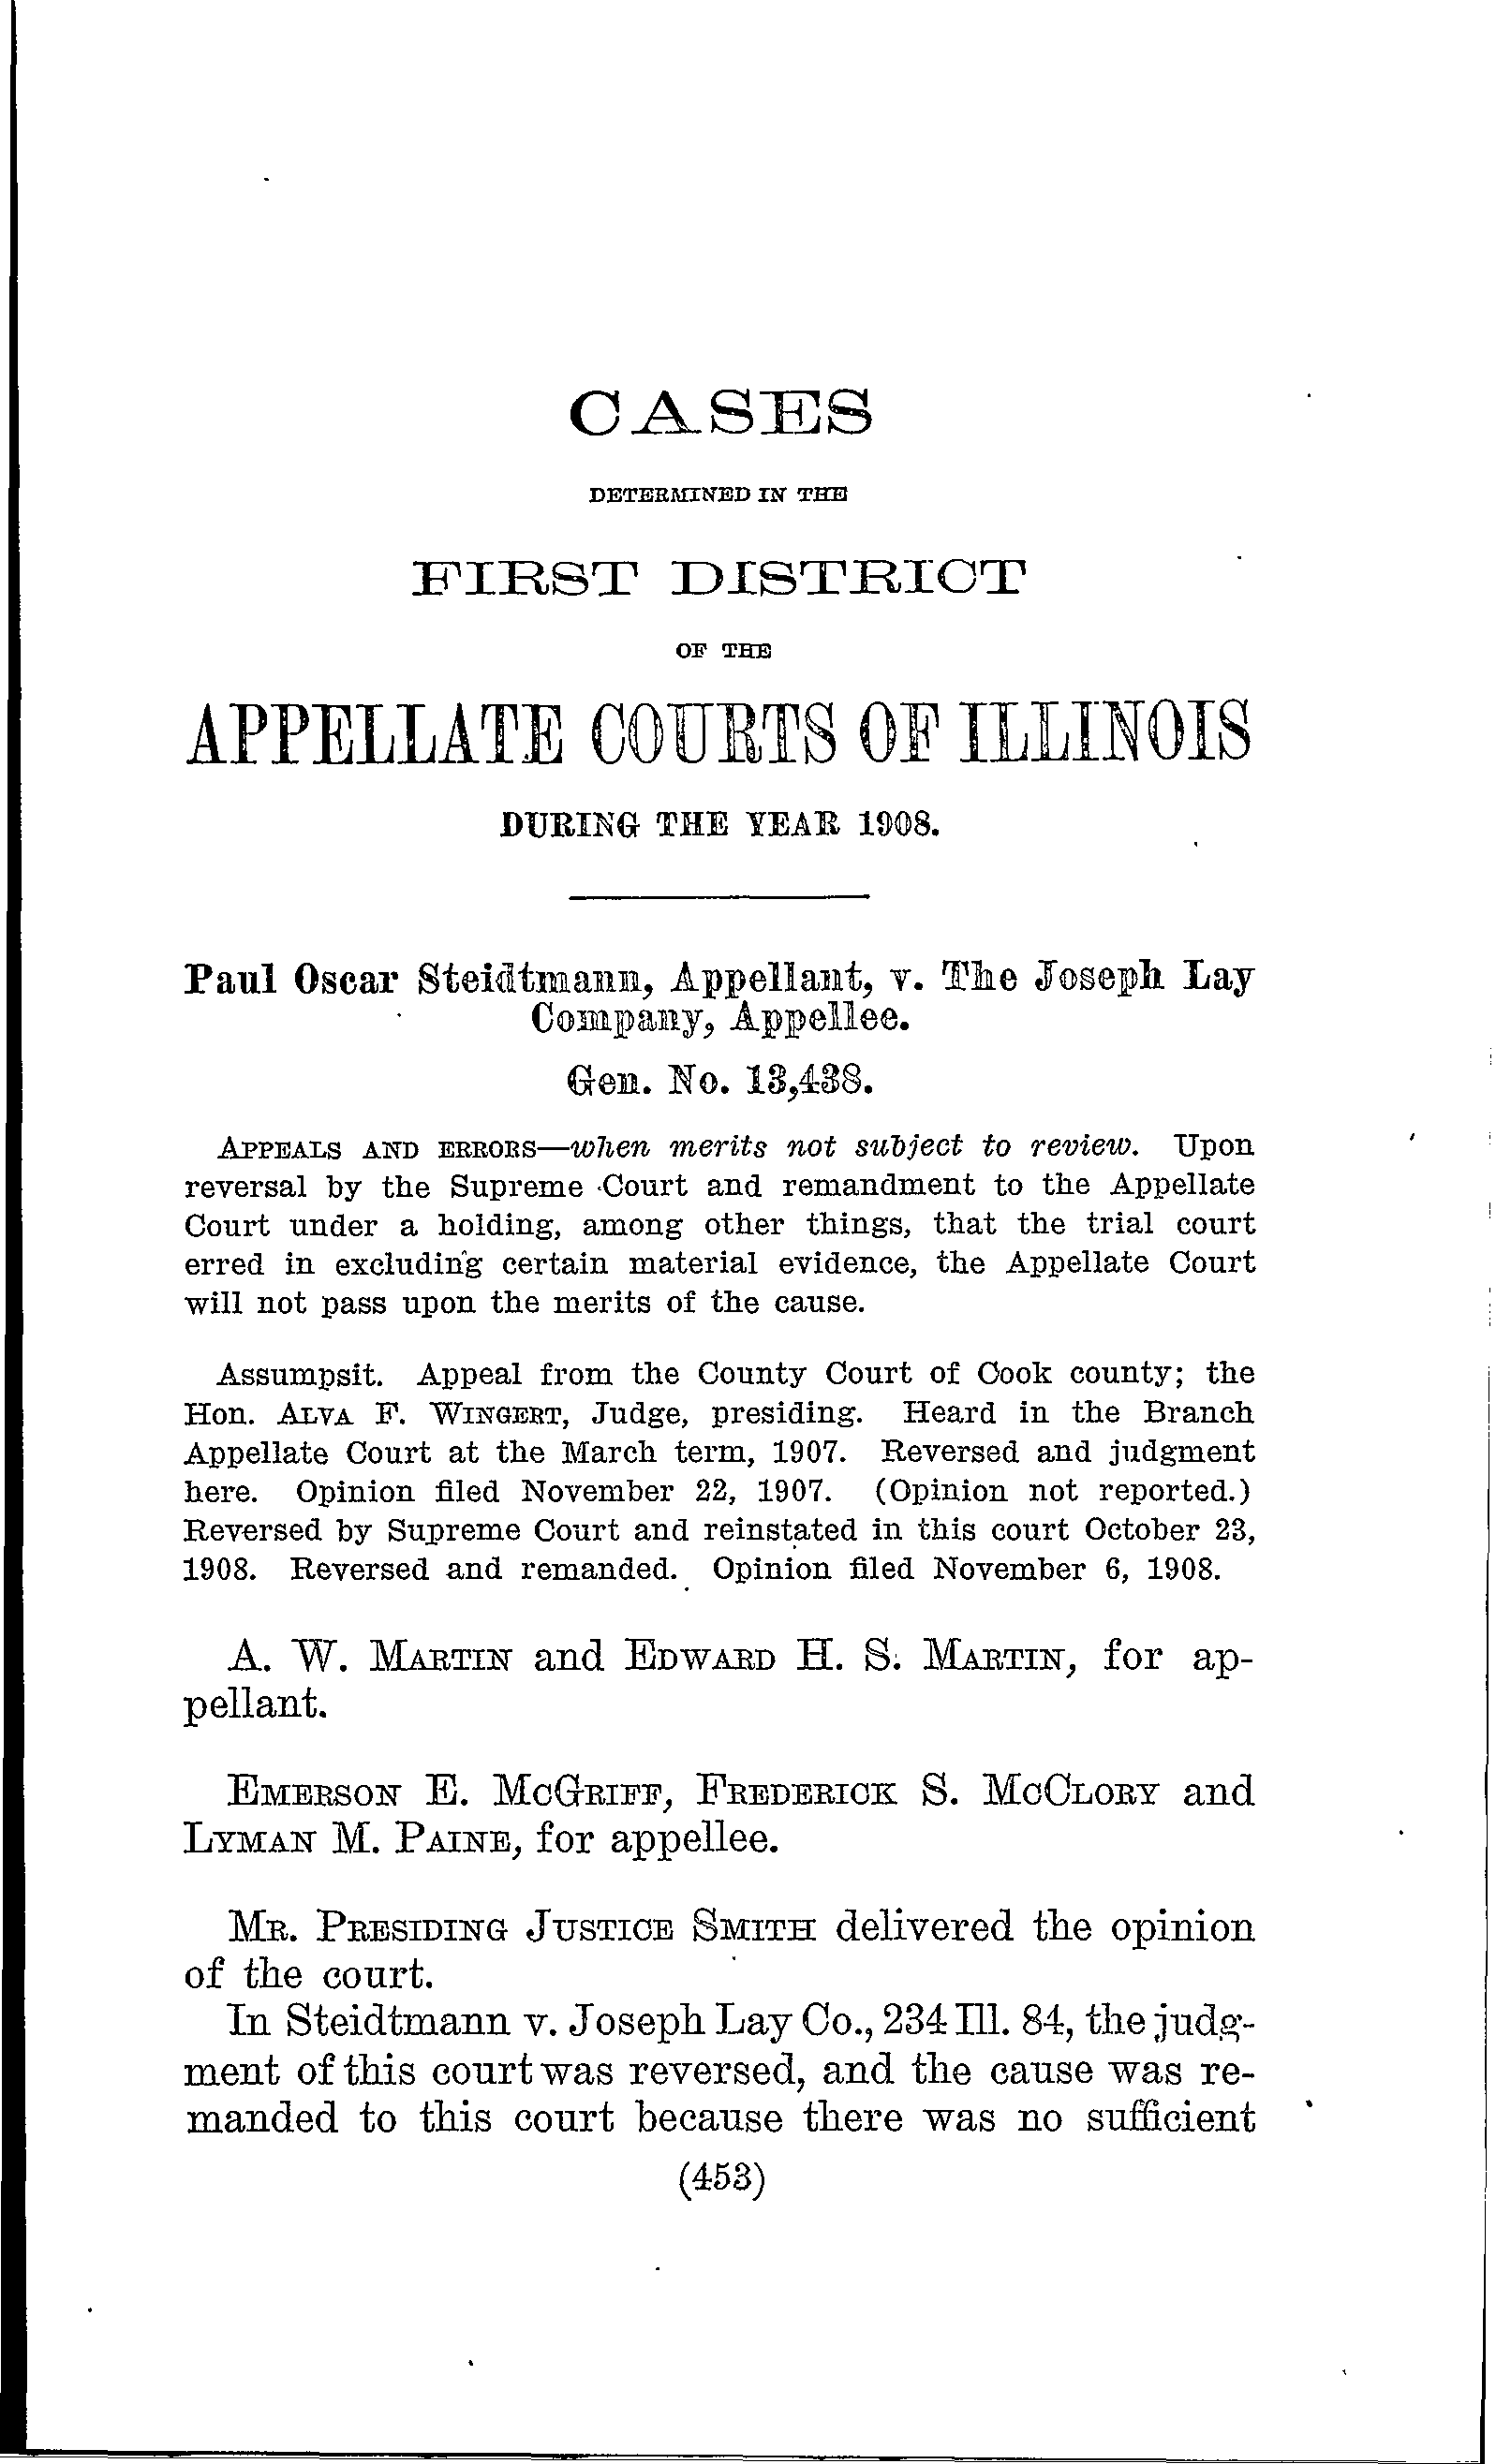 CASES
DETERMINED IN THE
FIRST DISTRICT
OF THE
APPELLATE COURTS OF ILLINOIS
DURING THE YEAR 1908.
Paul Oscar Steidtmann, Appellant, v. The Joseph Lay
Company, Appellee.
Gen. No. 13,438.
APPEALS AND ERRORS—when merits not subject to review. Upon
reversal by the Supreme Court and remandment to the Appellate
Court under a holding, among other things, that the trial court
erred in excluding certain material evidence, the Appellate Court
will not pass upon the merits of the cause.
Assumpsit. Appeal from the County Court of Cook county; the
Hon. ALVA F. WINGERT, Judge, presiding. Heard in the Branch
Appellate Court at the March term, 1907. Reversed and judgment
here. Opinion filed November 22, 1907. (Opinion not reported.)
Reversed by Supreme Court and reinstated in this court October 23,
1908. Reversed and remanded. Opinion filed November 6, 1908.
A. W. MARTIN and EDWARD H. S. MARTIN, for ap-
pellant.
EMERSON E. MCGRIFF, FREDERICK S. MCCLORY and
LYMAN M. PAINE, for appellee.
MR. PRESIDING JUSTICE SMITH delivered the opinion
of the court.
In Steidtmann v. Joseph Lay Co., 234 Ill. 84, the judg-
ment of this court was reversed, and the cause was re-
manded to this court because there was no sufficient
(453)